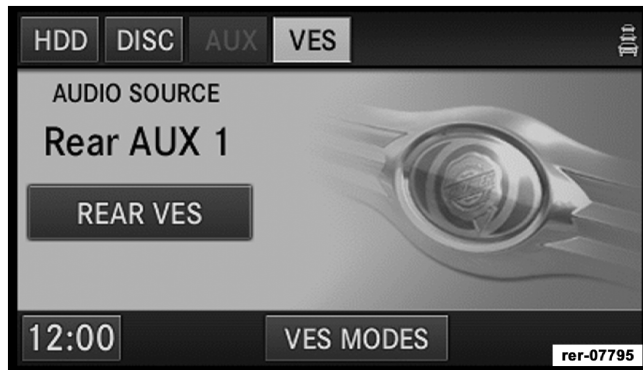 HDD DISC AUX VES
AUDIO SOURCE
Rear AUX 1
REAR VES
12:00 VES MODES
rer-07795